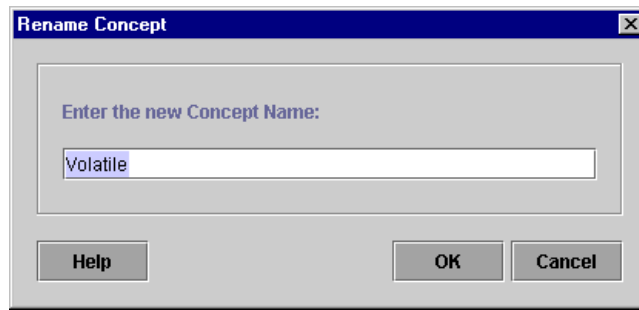 Rename Concept
Enter the new Concept Name:
Volatile
Help OK Cancel